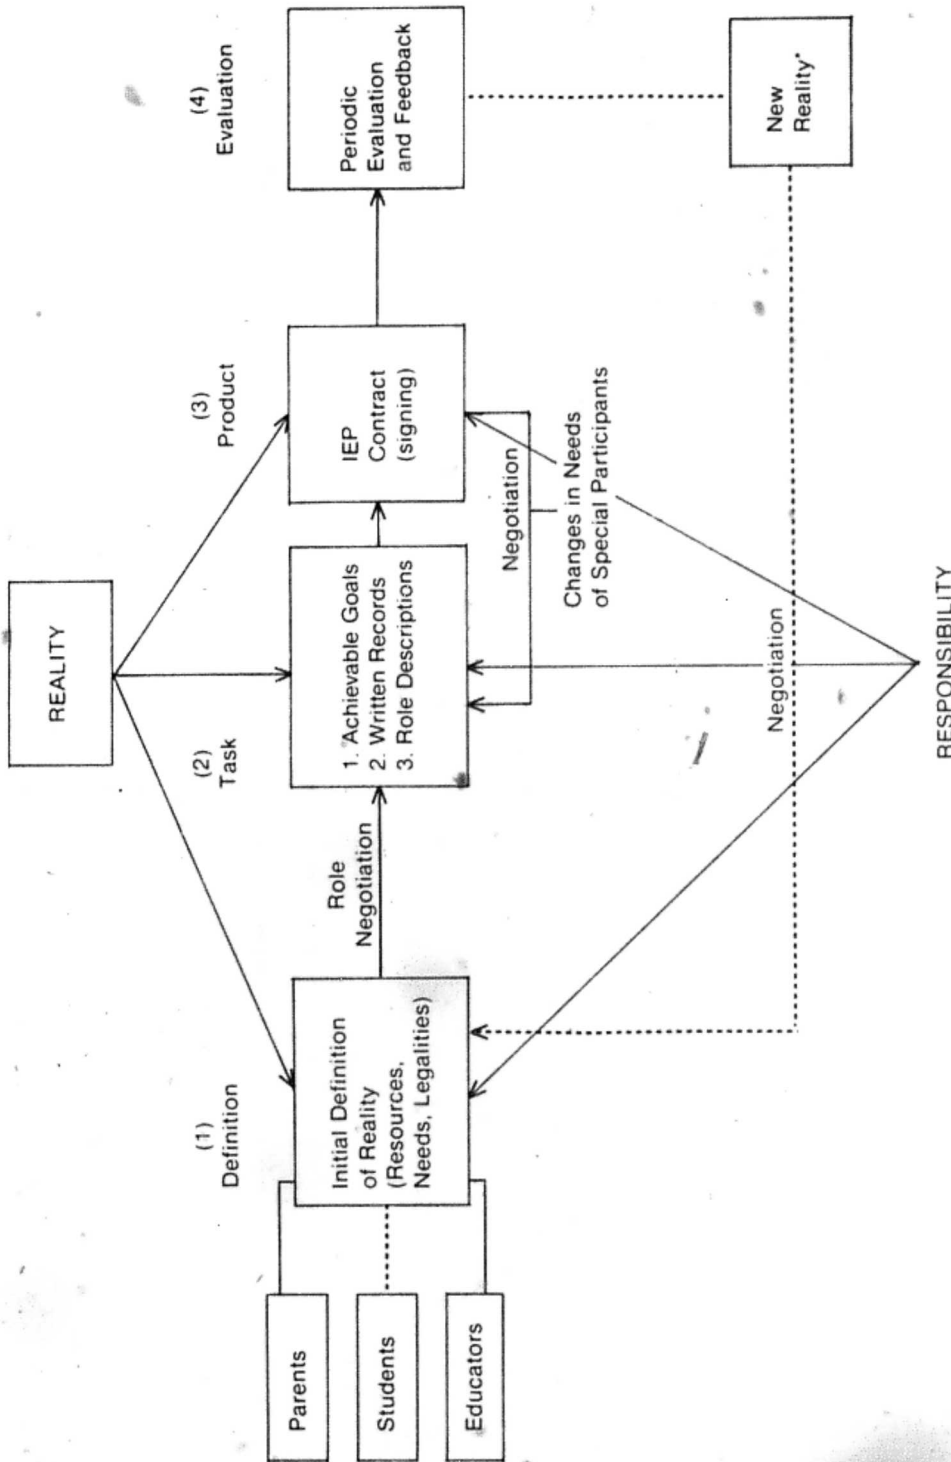 REALITY
(1)
Definition
(2)
Task
(3)
Product
(4)
Evaluation
Parents
Students
Educators
Initial Definition
of Reality
(Resources,
Needs, Legalities)
Role
Negotiation
1. Achievable Goals
2. Written Records
3. Role Descriptions
IEP
Contract
(signing)
Periodic
Evaluation
and Feedback
Negotiation
Changes in Needs
of Special Participants
Negotiation
New
Reality*
RESPONSIBILITY